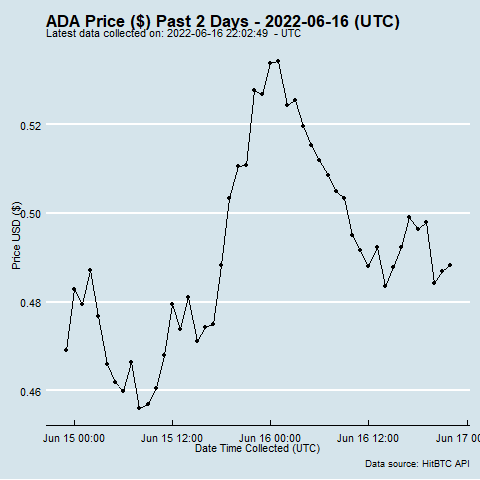 ADA Price ($) Past 2 Days - 2022-06-16 (UTC)
Latest data collected on: 2022-06-16 22:02:49 - UTC
Price USD ($)
0.52
0.50
0.48
0.46
Jun 15 00:00
Jun 15 12:00
Jun 16 00:00
Jun 16 12:00
Jun 17 00
Date Time Collected (UTC)
Data source: HitBTC API